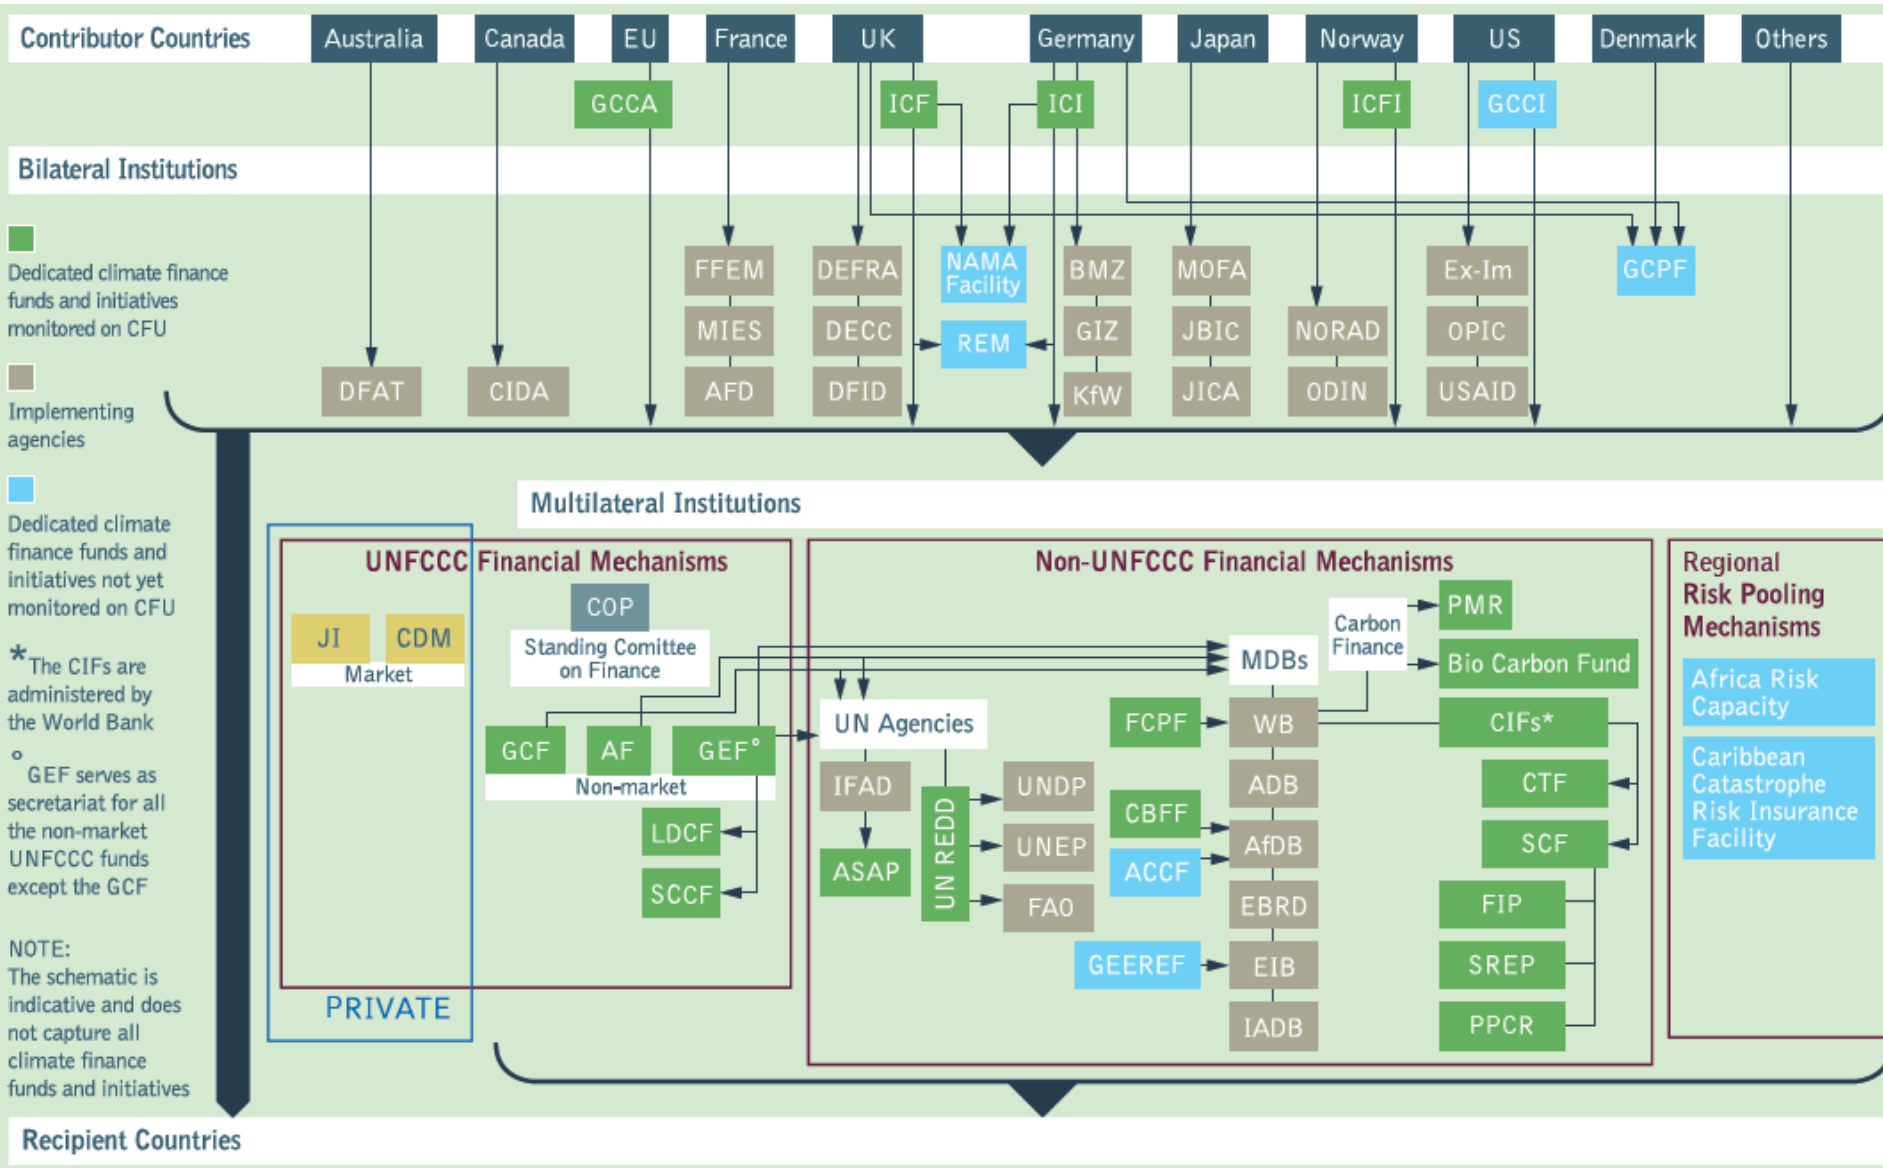 Contributor Countries
Australia
Canada
EU
France
UK
Germany
Japan
Norway
US
Denmark
Others
GCCA
ICF
ICI
ICFI
GCCI
Bilateral Institutions
Dedicated climate finance
funds and initiatives
monitored on CFU
Implementing
agencies
Dedicated climate
finance funds and
initiatives not yet
monitored on CFU
*The CIFs are
administered by
the World Bank
° GEF serves as
secretariat for all
the non-market
UNFCCC funds
except the GCF
NOTE:
The schematic is
indicative and does
not capture all
climate finance
funds and initiatives
FFEM
DEFRA
NAMA
Facility
BMZ
MOFA
Ex-Im
GCPF
MIES
DECC
REM
GIZ
JBIC
NORAD
OPIC
DFAT
CIDA
AFD
DFID
KfW
JICA
ODIN
USAID
Multilateral Institutions
UNFCCC Financial Mechanisms
COP
Standing Comittee
on Finance
JI
CDM
Market
GCF
AF
GEF°
Non-market
LDCF
SCCF
PRIVATE
Non-UNFCCC Financial Mechanisms
UN Agencies
IFAD
ASAP
UN REDD
UNDP
UNEP
FAO
MDBs
Carbon
Finance
PMR
Bio Carbon Fund
FCPF
WB
CIFs*
ADB
CTF
CBFF
AfDB
SCF
ACCF
EBRD
FIP
GEEREF
EIB
SREP
IADB
PPCR
Regional
Risk Pooling
Mechanisms
Africa Risk
Capacity
Caribbean
Catastrophe
Risk Insurance
Facility
Recipient Countries